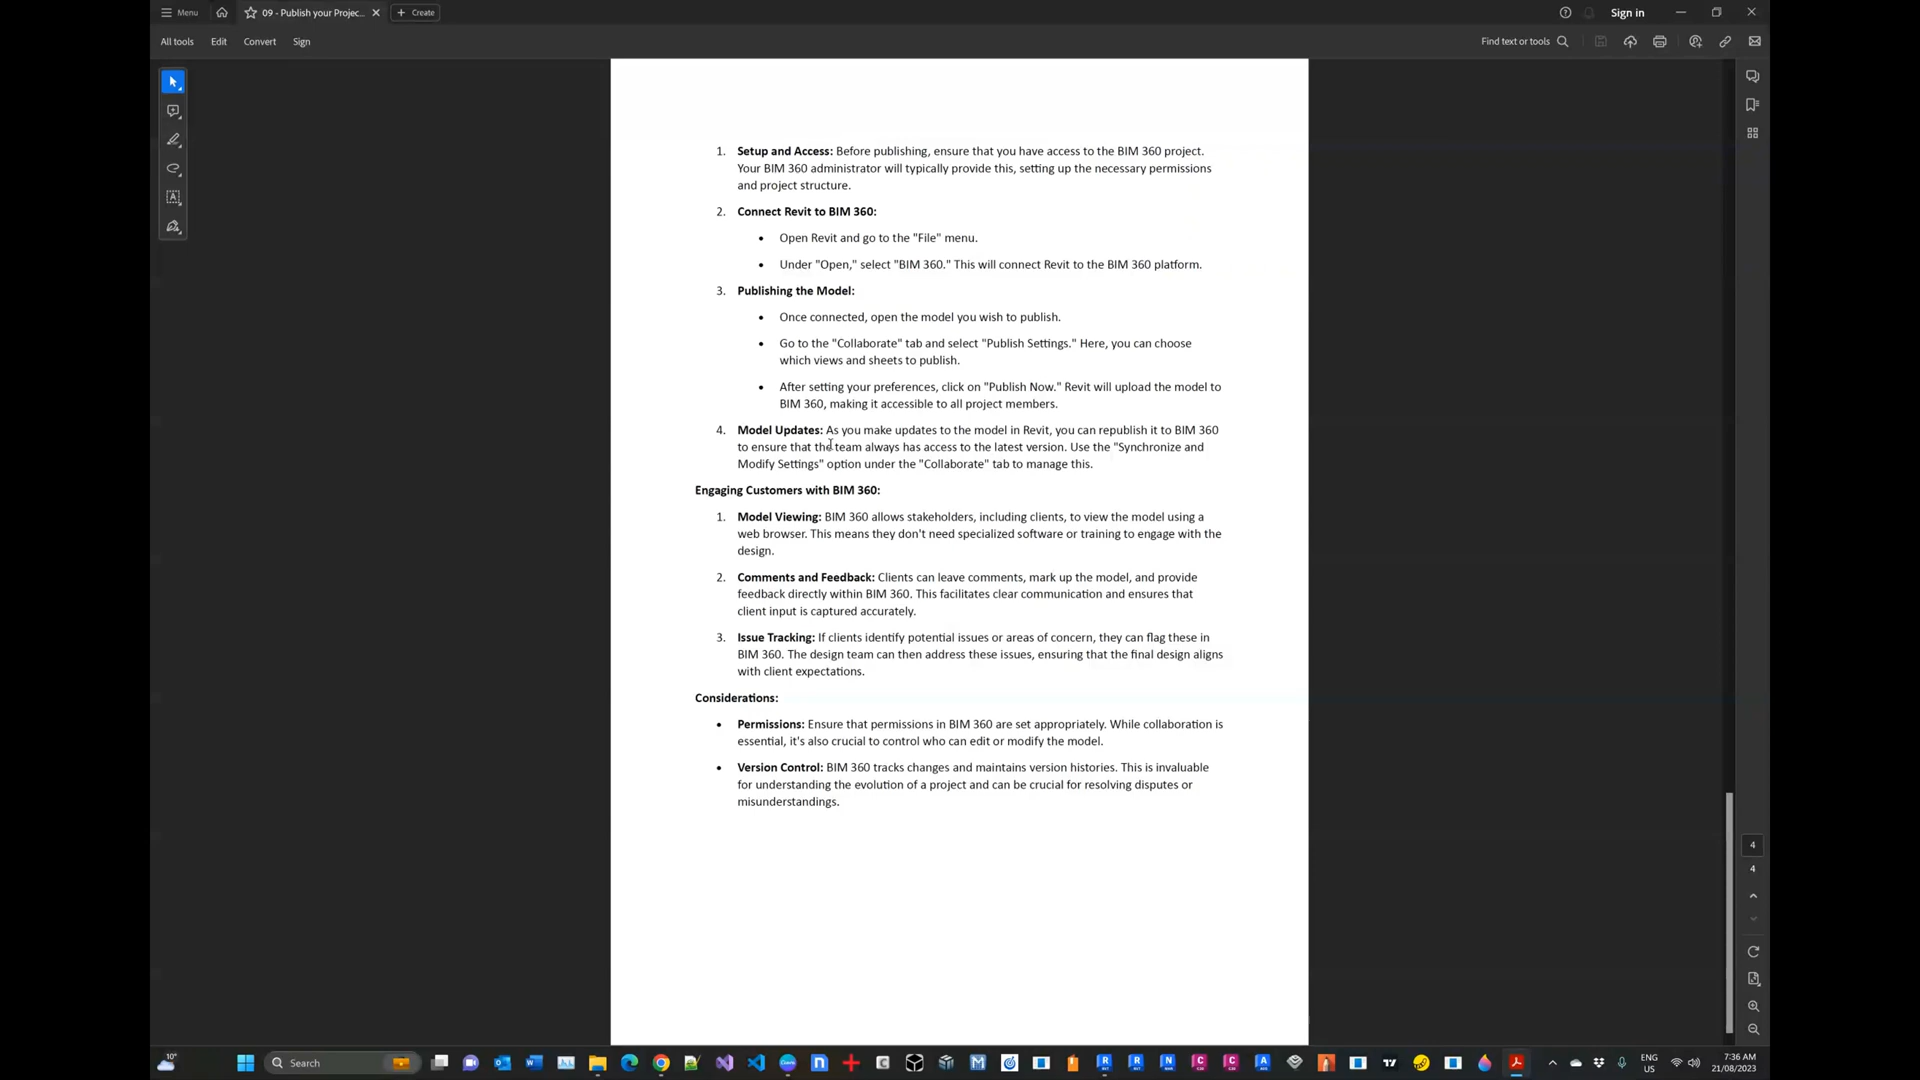 Menu
09 - Publish your Projec...
Create
Sign in
All tools
Edit
Convert
Sign
Find text or tools
1. Setup and Access: Before publishing, ensure that you have access to the BIM 360 project.
Your BIM 360 administrator will typically provide this, setting up the necessary permissions
and project structure.
2. Connect Revit to BIM 360:
• Open Revit and go to the "File" menu.
• Under "Open," select "BIM 360." This will connect Revit to the BIM 360 platform.
3. Publishing the Model:
• Once connected, open the model you wish to publish.
• Go to the "Collaborate" tab and select "Publish Settings." Here, you can choose
which views and sheets to publish.
• After setting your preferences, click on "Publish Now." Revit will upload the model to
BIM 360, making it accessible to all project members.
4. Model Updates: As you make updates to the model in Revit, you can republish it to BIM 360
to ensure that the team always has access to the latest version. Use the "Synchronize and
Modify Settings" option under the "Collaborate" tab to manage this.
Engaging Customers with BIM 360:
1. Model Viewing: BIM 360 allows stakeholders, including clients, to view the model using a
web browser. This means they don't need specialized software or training to engage with the
design.
2. Comments and Feedback: Clients can leave comments, mark up the model, and provide
feedback directly within BIM 360. This facilitates clear communication and ensures that
client input is captured accurately.
3. Issue Tracking: If clients identify potential issues or areas of concern, they can flag these in
BIM 360. The design team can then address these issues, ensuring that the final design aligns
with client expectations.
Considerations:
• Permissions: Ensure that permissions in BIM 360 are set appropriately. While collaboration is
essential, it's also crucial to control who can edit or modify the model.
• Version Control: BIM 360 tracks changes and maintains version histories. This is invaluable
for understanding the evolution of a project and can be crucial for resolving disputes or
misunderstandings.
4
4
10°
Search
ENG
US
7:36 AM
21/08/2023